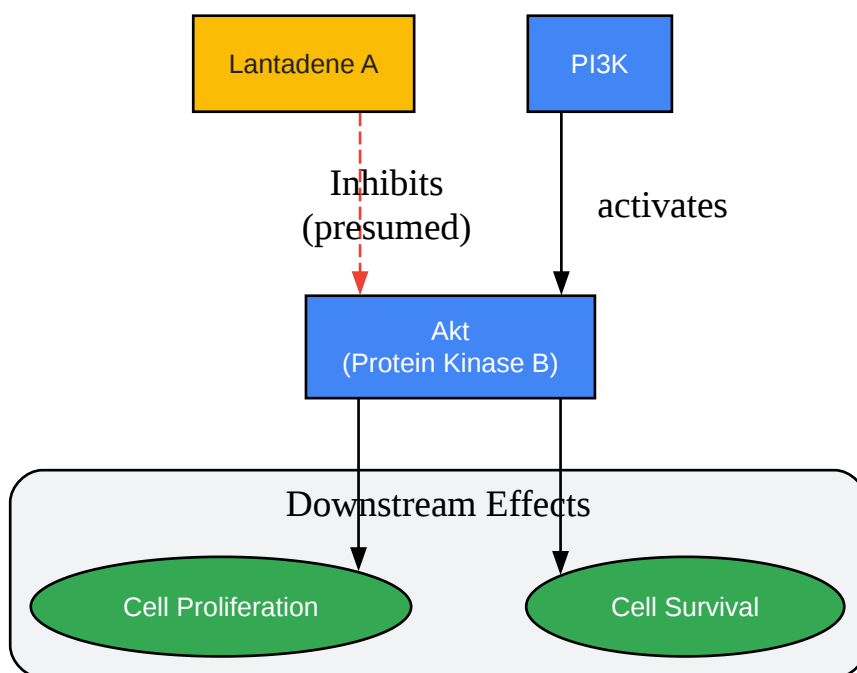 Lantadene A
PI3K
Inhibits
(presumed)
activates
Akt
(Protein Kinase B)
Downstream Effects
Cell Proliferation
Cell Survival